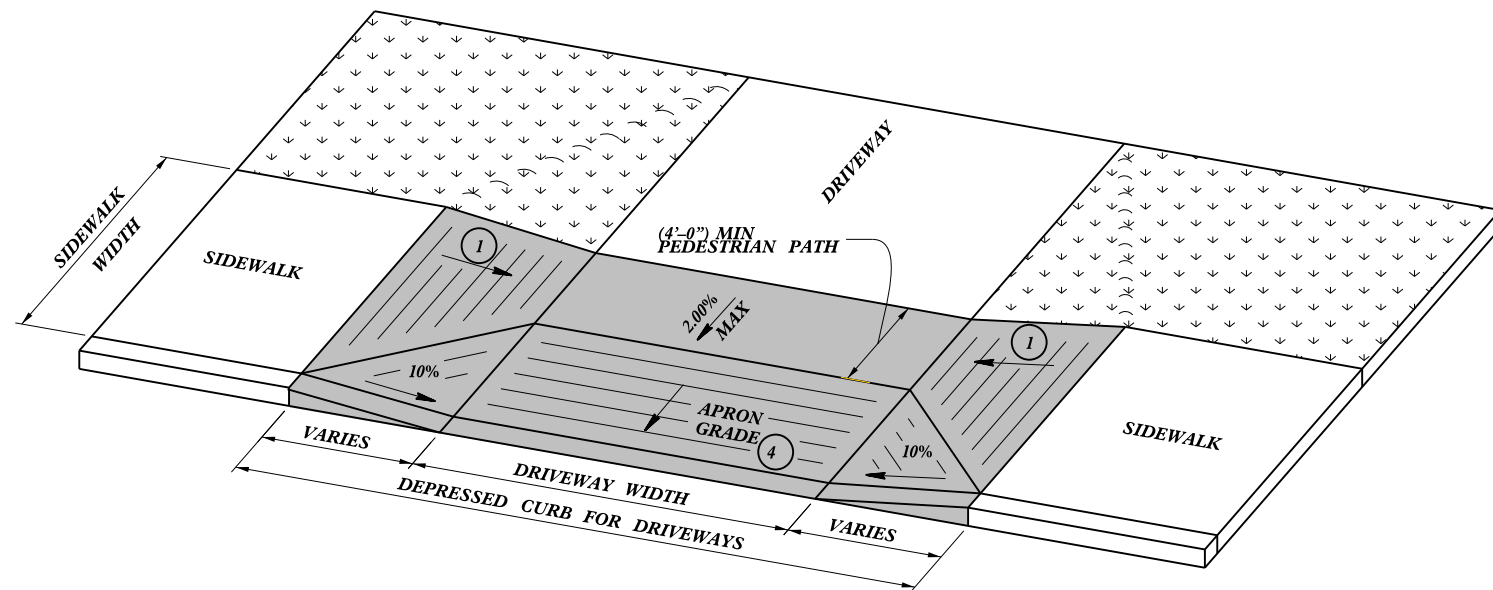 DRIVEWAY
(4'–0") MIN
PEDESTRIAN PATH
SIDEWALK
WIDTH
1
SIDEWALK
2.00%
MAX
1
10%
APRON
GRADE 4
10%
SIDEWALK
VARIES
DRIVEWAY WIDTH
VARIES
DEPRESSED CURB FOR DRIVEWAYS